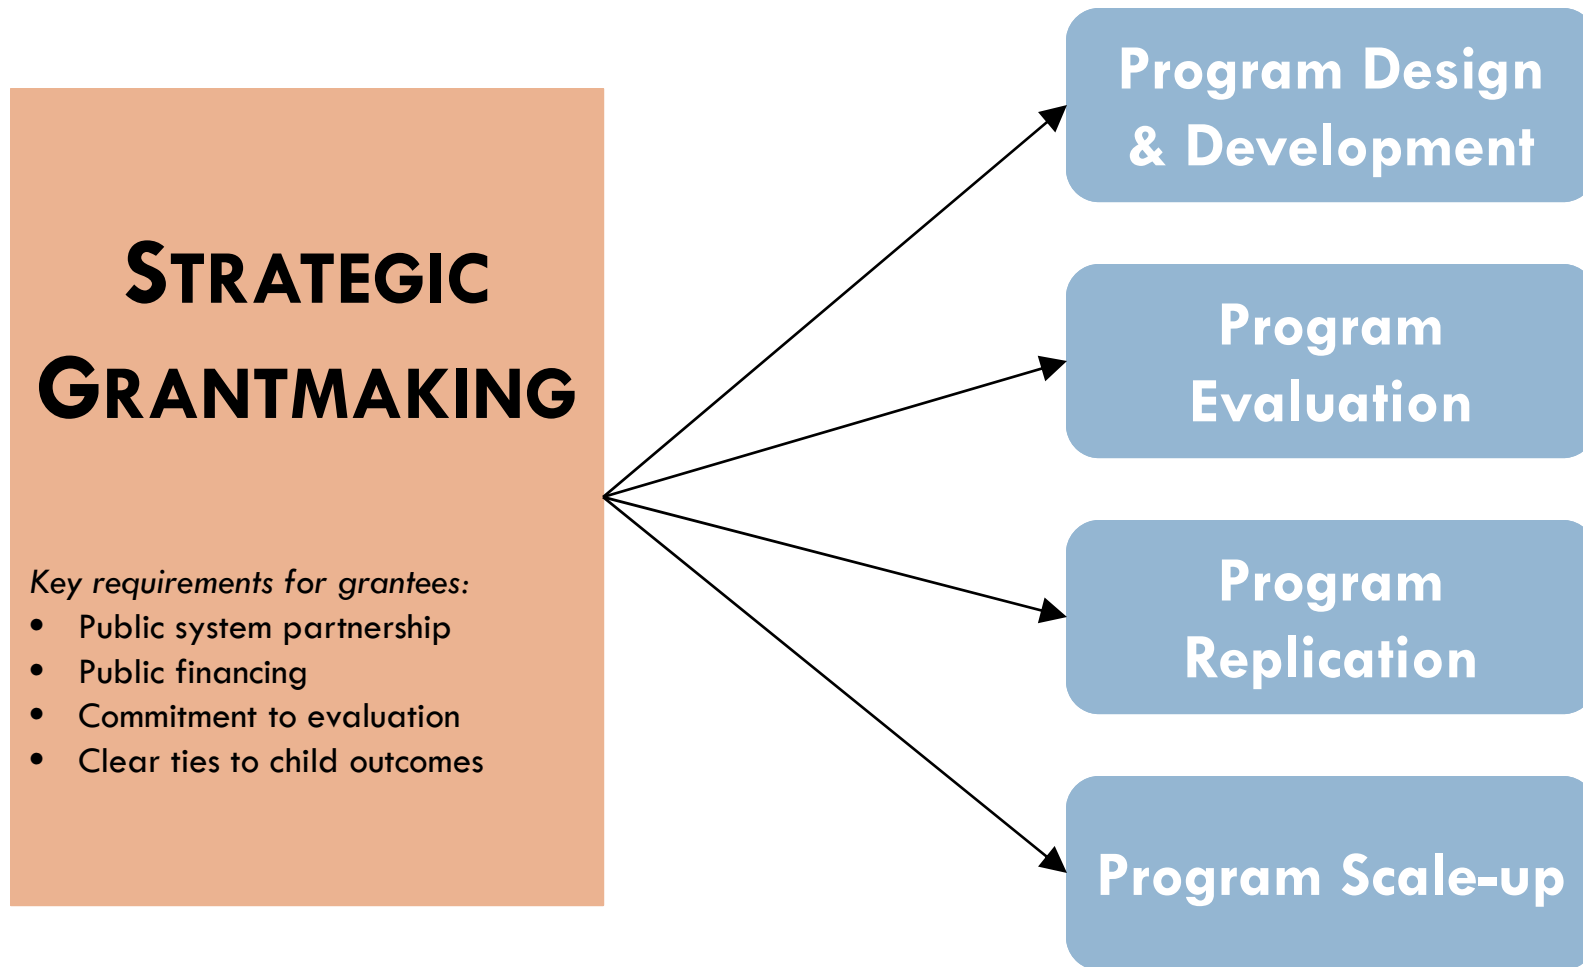 STRATEGIC
GRANTMAKING
Key requirements for grantees:
• Public system partnership
• Public financing
• Commitment to evaluation
• Clear ties to child outcomes
Program Design
& Development
Program
Evaluation
Program
Replication
Program Scale-up